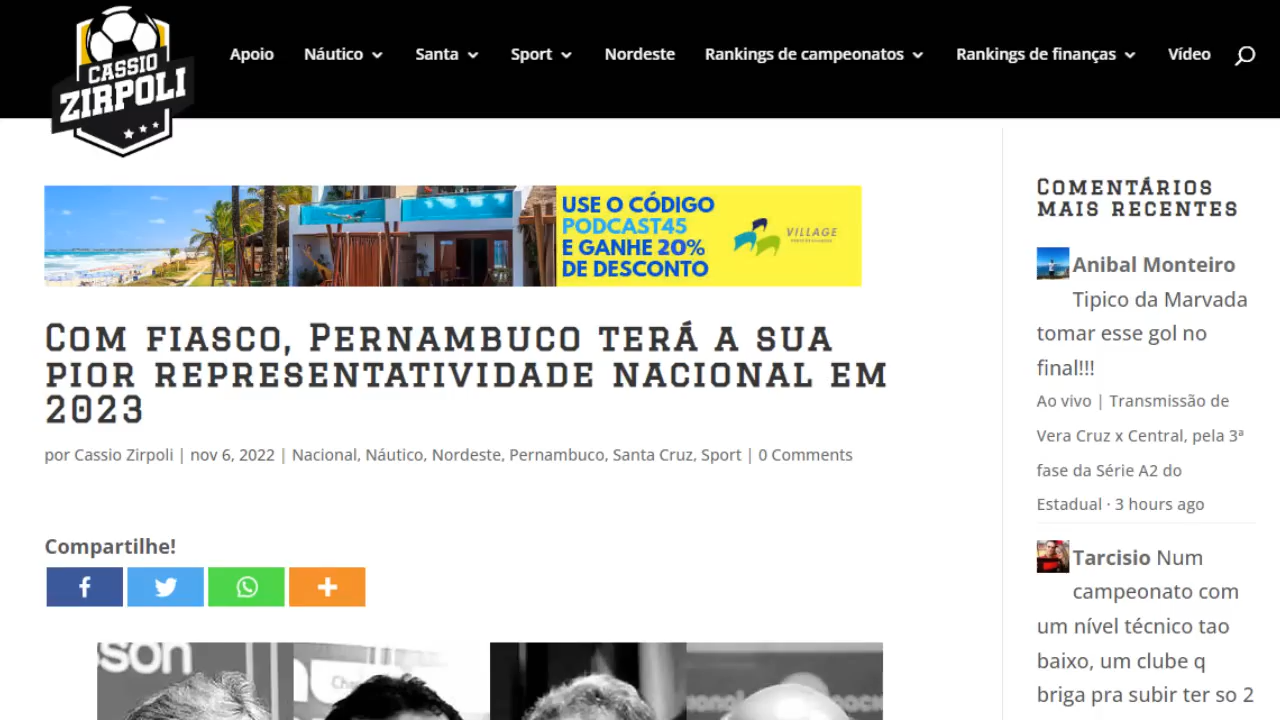 CASSIO
ZIRPOLI
Apoio Náutico Santa Sport Nordeste Rankings de campeonatos Rankings de finanças Vídeo
USE O CÓDIGO
PODCAST45
E GANHE 20%
DE DESCONTO
VILLAGE
Com fiasco, Pernambuco terá a sua
pior representatividade nacional em
2023
por Cassio Zirpoli | nov 6, 2022 | Nacional, Náutico, Nordeste, Pernambuco, Santa Cruz, Sport | 0 Comments
Compartilhe!
sson
Comentários
mais recentes
Anibal Monteiro
Tipico da Marvada
tomar esse gol no
final!!!
Ao vivo | Transmissão de
Vera Cruz x Central, pela 3ª
fase da Série A2 do
Estadual · 3 hours ago
Tarcisio Num
campeonato com
um nível técnico tao
baixo, um clube q
briga pra subir ter so 2